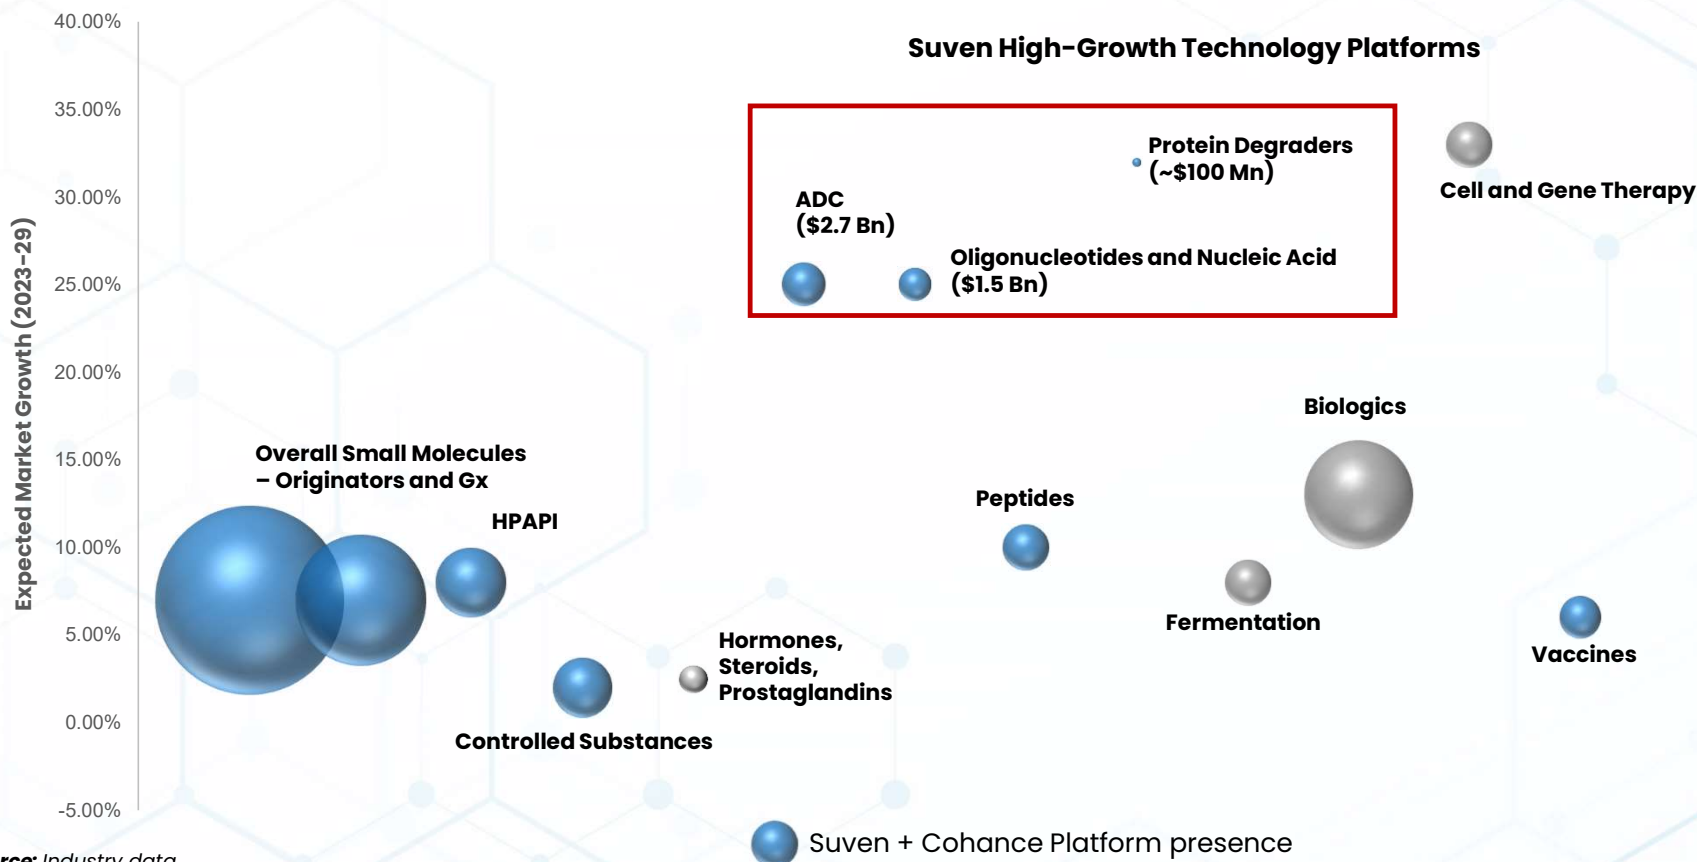 40.00%
Suven High-Growth Technology Platforms
35.00%
Protein Degraders
(~$100 Mn)
30.00%
Cell and Gene Therapy
ADC
($2.7 Bn)
Oligonucleotides and Nucleic Acid
($1.5 Bn)
25.00%
Expected Market Growth (2023-29)
20.00%
Biologics
15.00%
Overall Small Molecules
– Originators and Gx
Peptides
HPAPI
10.00%
Fermentation
5.00%
Hormones,
Steroids,
Prostaglandins
Vaccines
0.00%
Controlled Substances
-5.00%
Suven + Cohance Platform presence
rce: Industry data